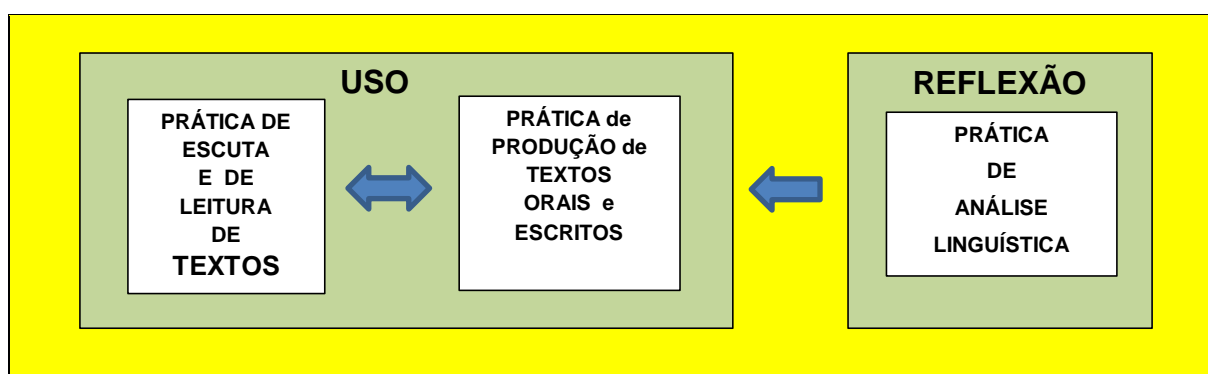 USO
PRÁTICA DE
ESCUTA
E DE
LEITURA
DE
TEXTOS
PRÁTICA de
PRODUÇÃO de
TEXTOS
ORAIS e
ESCRITOS
REFLEXÃO
PRÁTICA
DE
ANÁLISE
LINGUÍSTICA